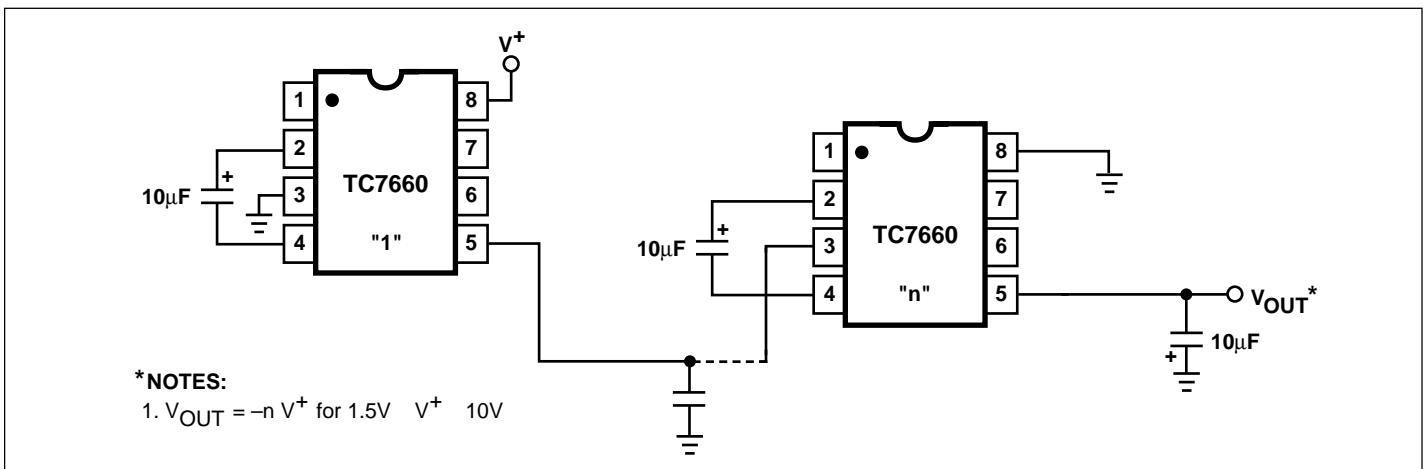 V+
1
8
2
7
+
10µF
TC7660
3
6
4
"1"
5
1
8
2
7
+
10µF
3
TC7660
6
4
"n"
5
VOUT*
10µF
+
*NOTES:
1. VOUT = –n V+ for 1.5V V+ 10V